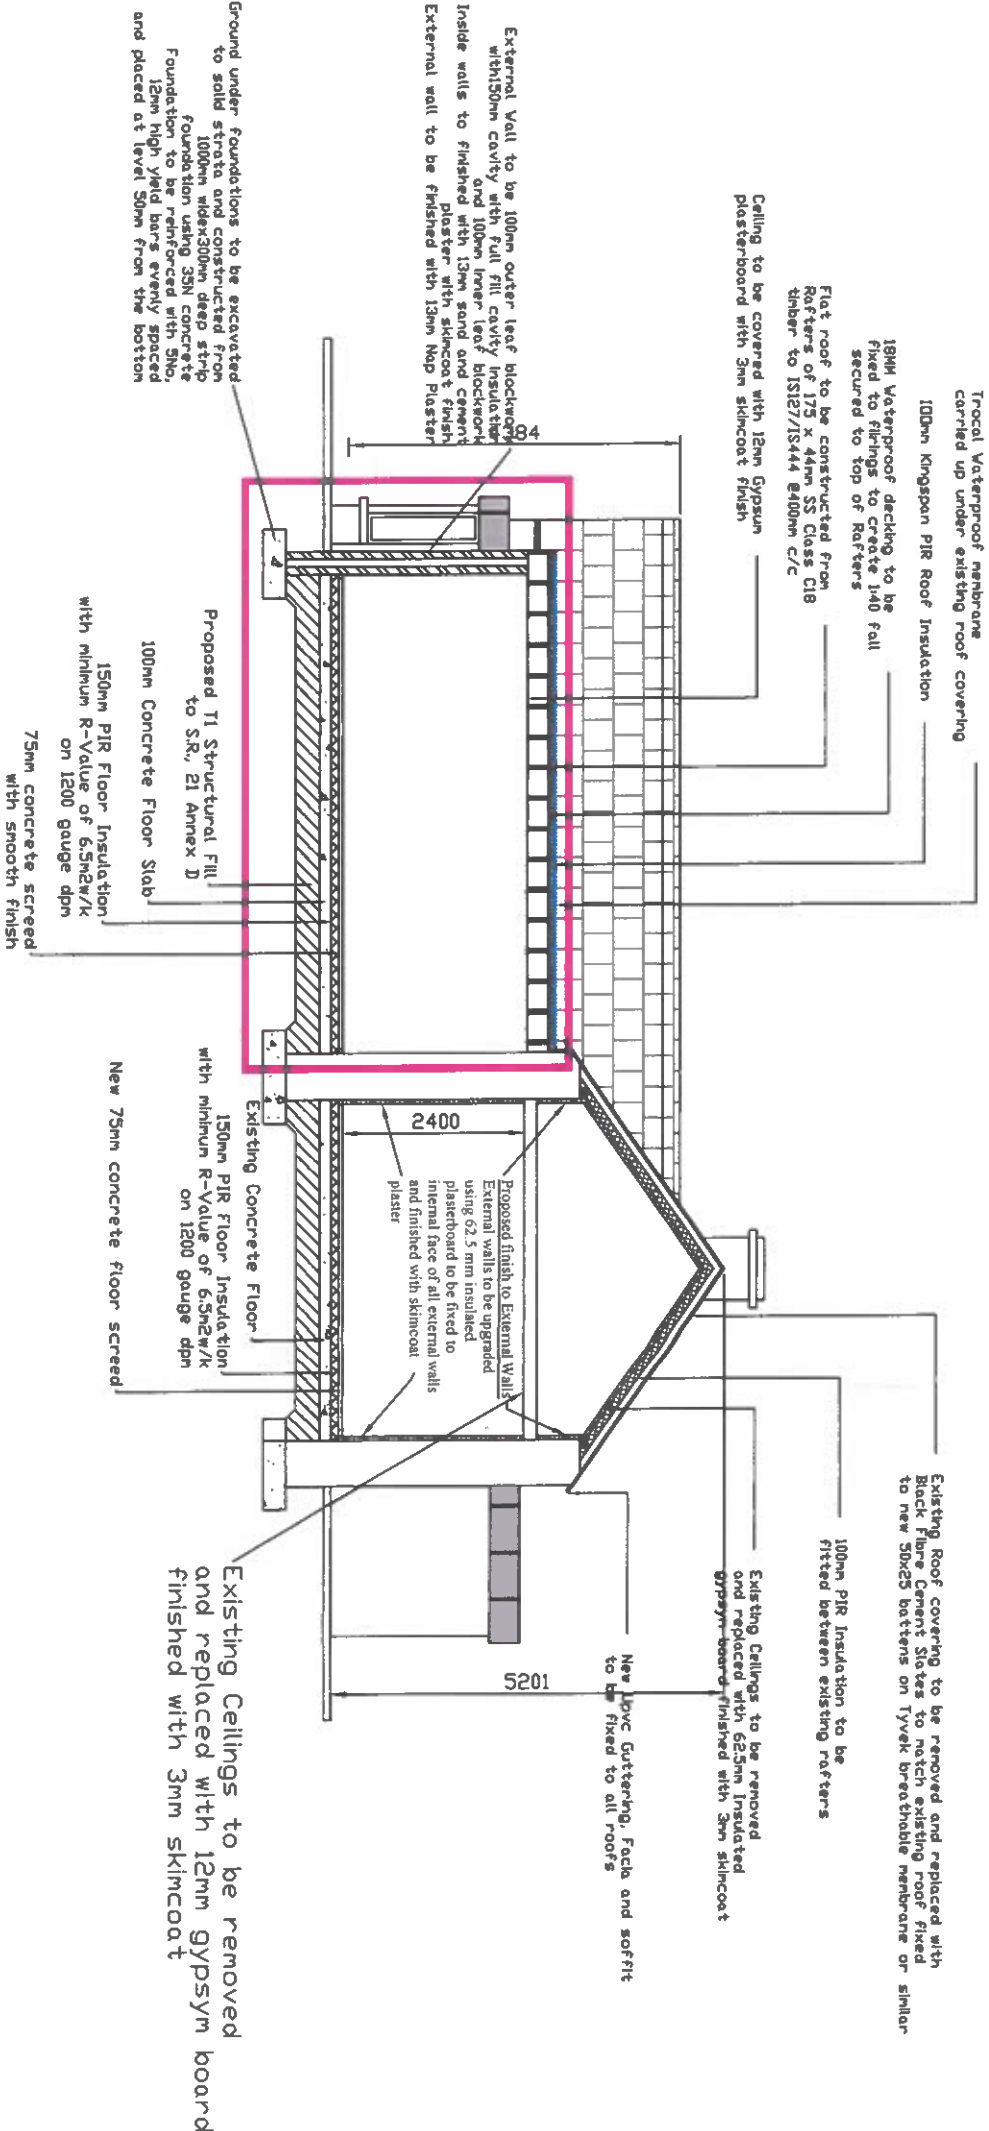 Trocal Waterproof membrane
carried up under existing roof covering
100mm Kingspan PIR Roof Insulation
18MM Waterproof decking to be
fixed to firings to create 1:40 fall
secured to top of Rafters
Flat roof to be constructed from
Rafters of 175 x 44mm SS Class C18
timber to IS127/IS444 @400mm c/c
Ceiling to be covered with 12mm Gypsum
plasterboard with 3mm skimcoat finish
External Wall to be 100mm outer leaf blockwork
with150mm cavity with full fill cavity insulation
and 100mm inner leaf blockwork
Inside walls to finished with 13mm sand and cement
plaster with skimcoat finish
External wall to be finished with 13mm Nap Plaster
84
Ground under foundations to be excavated
to solid strata and constructed from
1000mm widex300mm deep strip
foundation using 35N concrete
Foundation to be reinforced with 5No,
12mm high yield bars evenly spaced
and placed at level 50mm from the bottom
Proposed T1 Structural Fill
to S.R., 21 Annex D
100mm Concrete Floor Slab
150mm PIR Floor Insulation
with minimum R-Value of 6.5m2w/k
on 1200 gauge dpm
75mm concrete screed
with smooth finish
Existing Roof covering to be removed and replaced with
Black Fibre Cement Slates to match existing roof fixed
to new 50x25 battens on Tyvek breathable membrane or similar
100mm PIR Insulation to be
fitted between existing rafters
Existing Ceilings to be removed
and replaced with 62.5mm Insulated
gypsym board finished with 3mm skimcoat
New Upvc Guttering, Facia and soffit
to be fixed to all roofs
5201
2400
Proposed finish to External Walls
External walls to be upgraded
using 62.5 mm insulated
plasterboard to be fixed to
internal face of all external walls
and finished with skimcoat
plaster
Existing Concrete Floor
150mm PIR Floor Insulation
with minimum R-Value of 6.5m2w/k
on 1200 gauge dpm
New 75mm concrete floor screed
Existing Ceilings to be removed
and replaced with 12mm gypsym board
finished with 3mm skimcoat